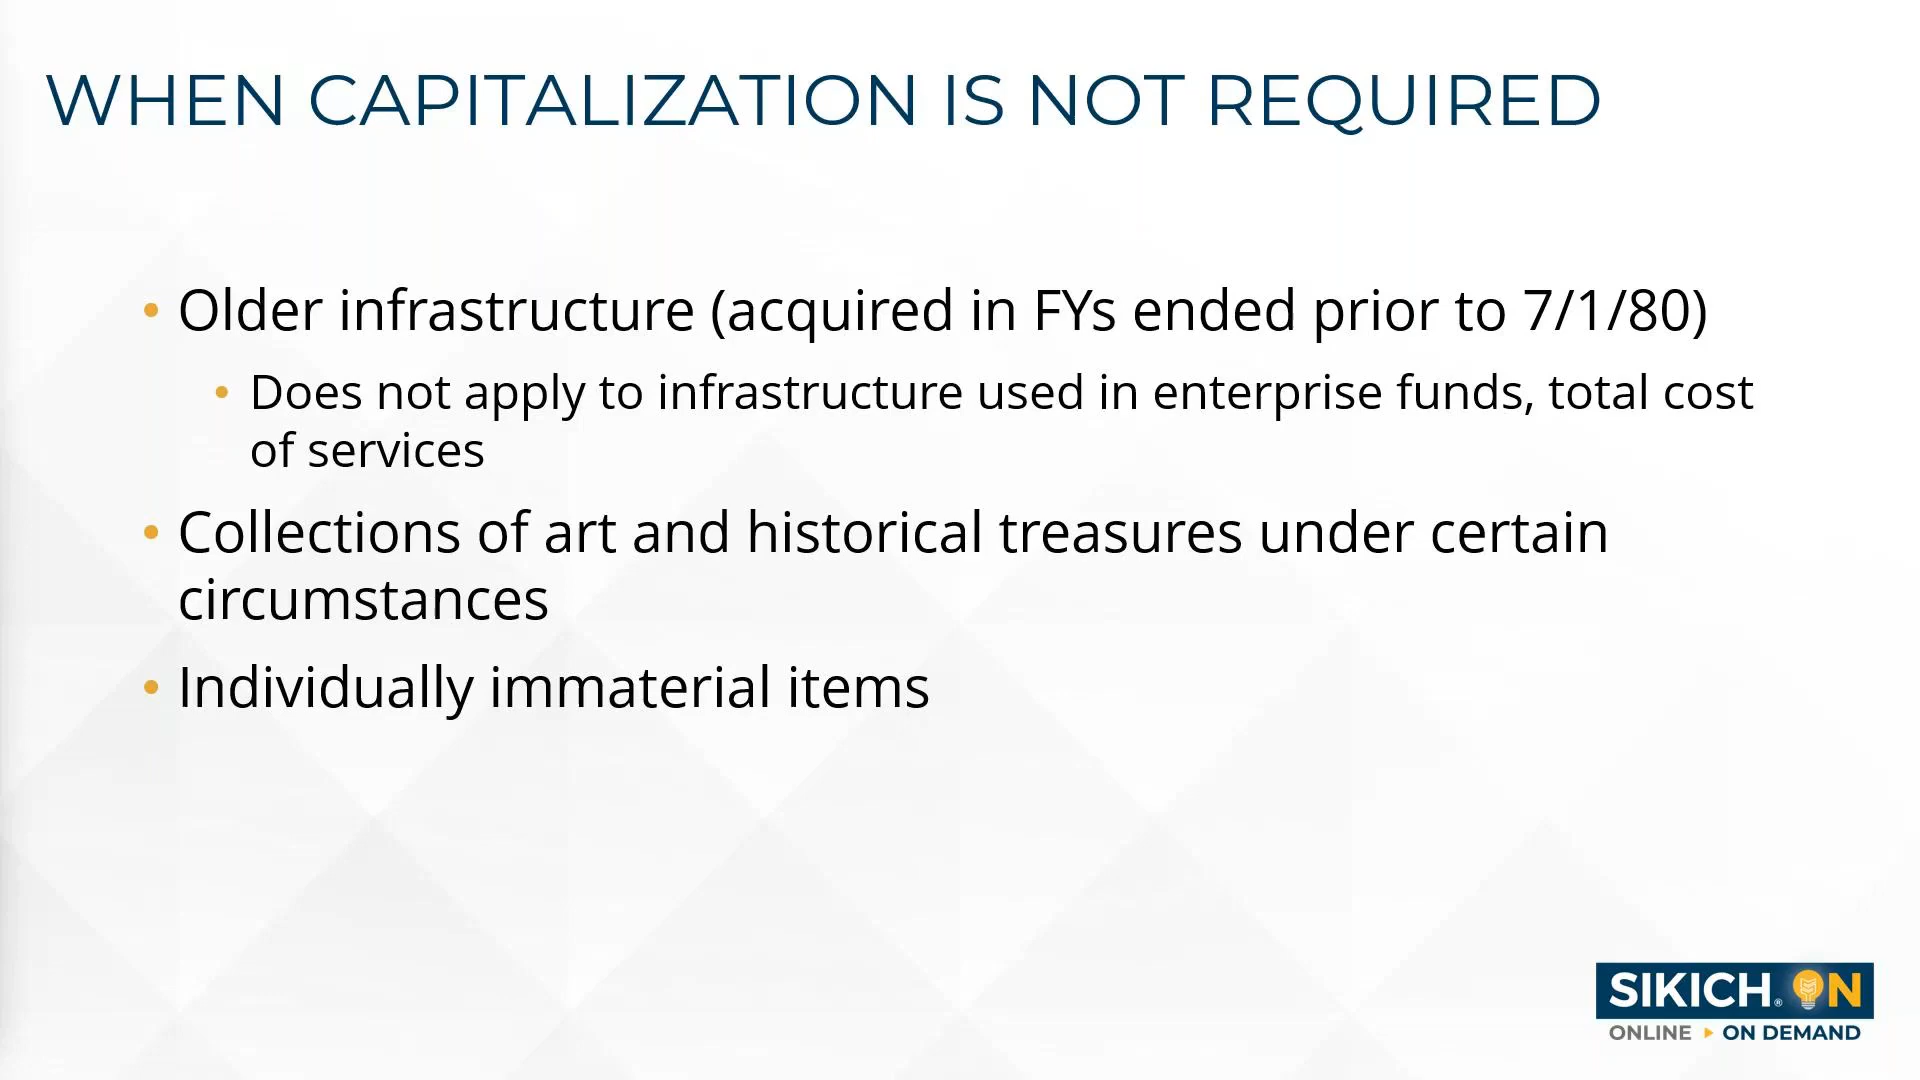 WHEN CAPITALIZATION IS NOT REQUIRED
• Older infrastructure (acquired in FYs ended prior to 7/1/80)
• Does not apply to infrastructure used in enterprise funds, total cost
of services
• Collections of art and historical treasures under certain
circumstances
• Individually immaterial items
SIKICH® ON
ONLINE ▸ ON DEMAND